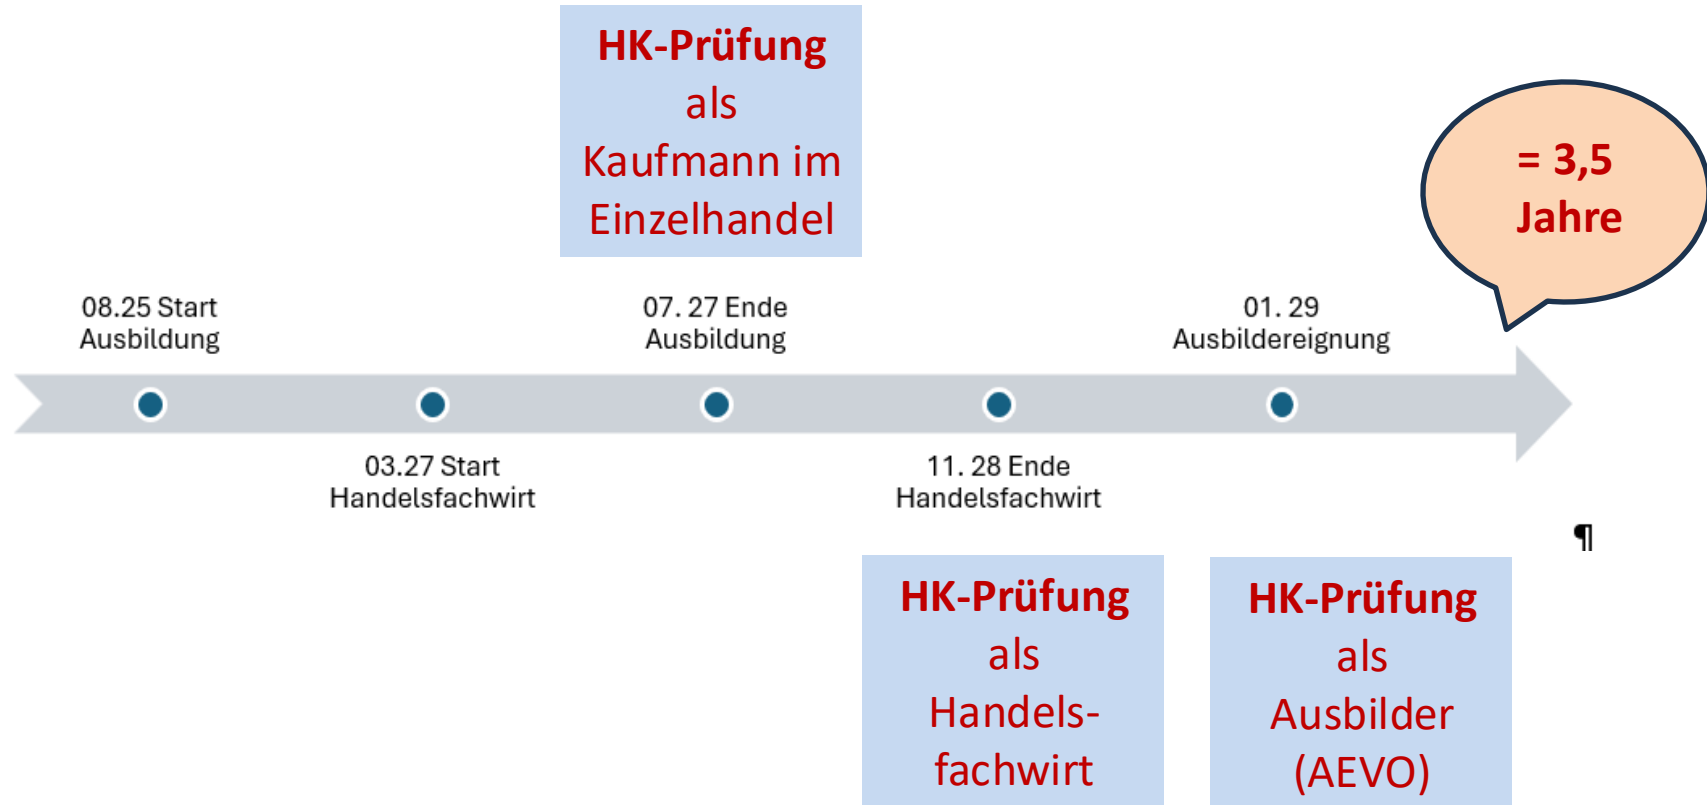 HK-Prüfung
als
Kaufmann im
Einzelhandel
= 3,5
Jahre
08.25 Start
Ausbildung
07. 27 Ende
Ausbildung
01. 29
Ausbildereignung
03.27 Start
Handelsfachwirt
11. 28 Ende
Handelsfachwirt
¶
HK-Prüfung
als
Handels-
fachwirt
HK-Prüfung
als
Ausbilder
(AEVO)